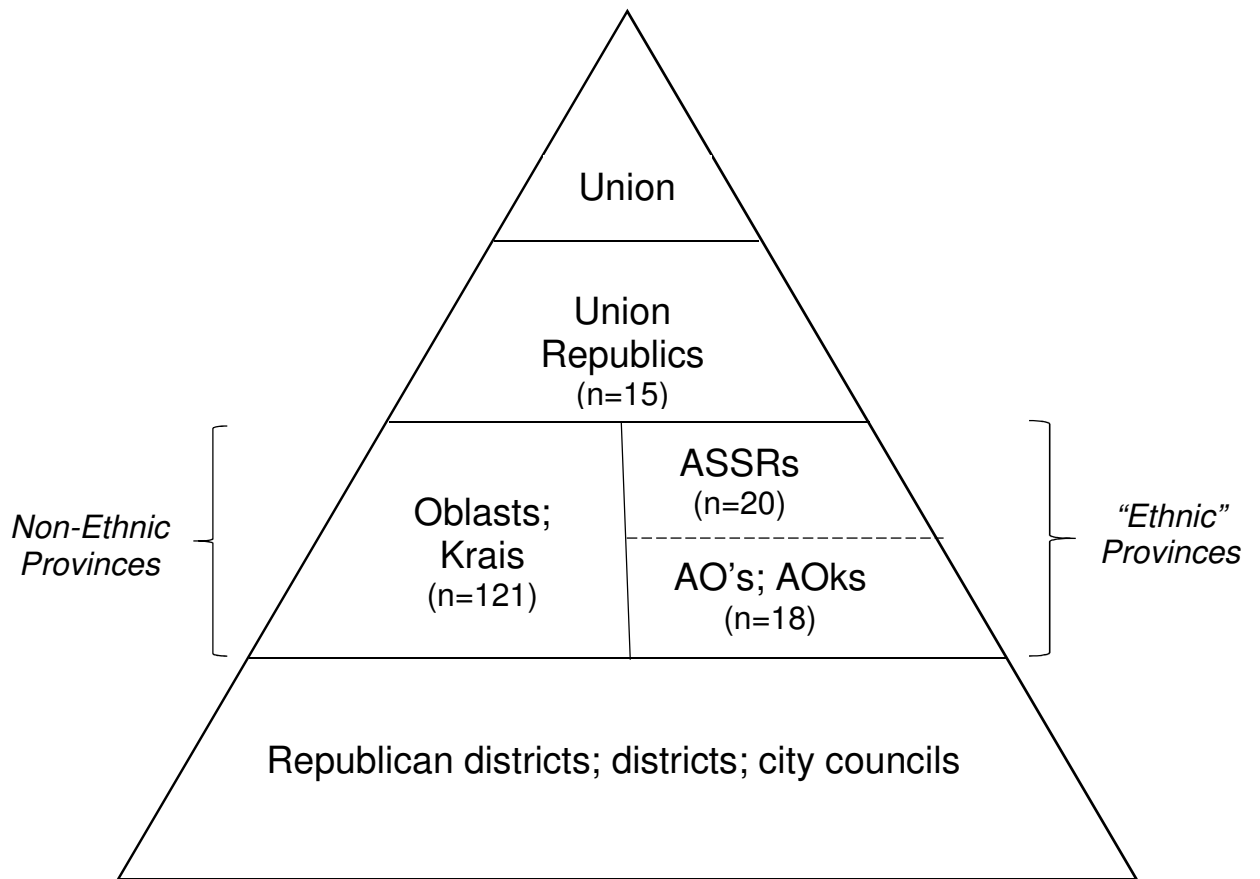 Union
Union
Republics
(n=15)
Non-Ethnic
Provinces
Oblasts;
Krais
(n=121)
ASSRs
(n=20)
AO's; AOks
(n=18)
“Ethnic”
Provinces
Republican districts; districts; city councils